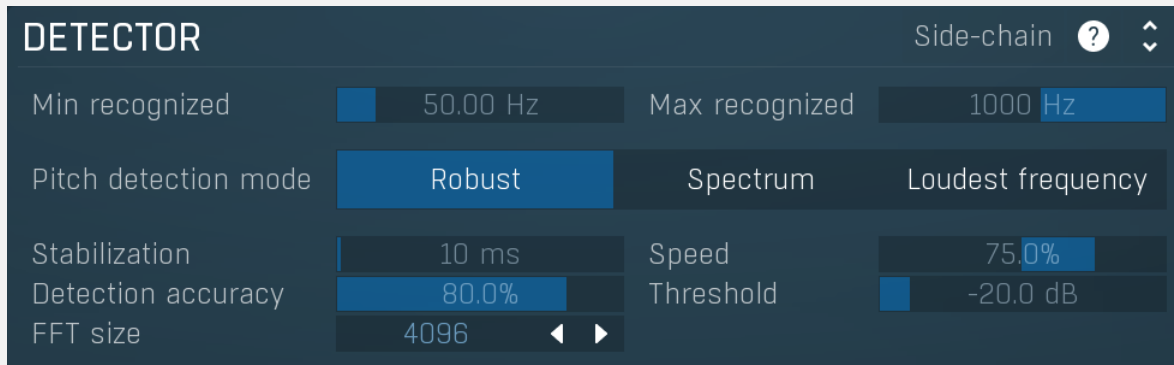 DETECTOR Side-chain ?
Min recognized 50.00 Hz Max recognized 1000 Hz
Pitch detection mode Robust Spectrum Loudest frequency
Stabilization 10 ms Speed 75.0%
Detection accuracy 80.0% Threshold -20.0 dB
FFT size 4096